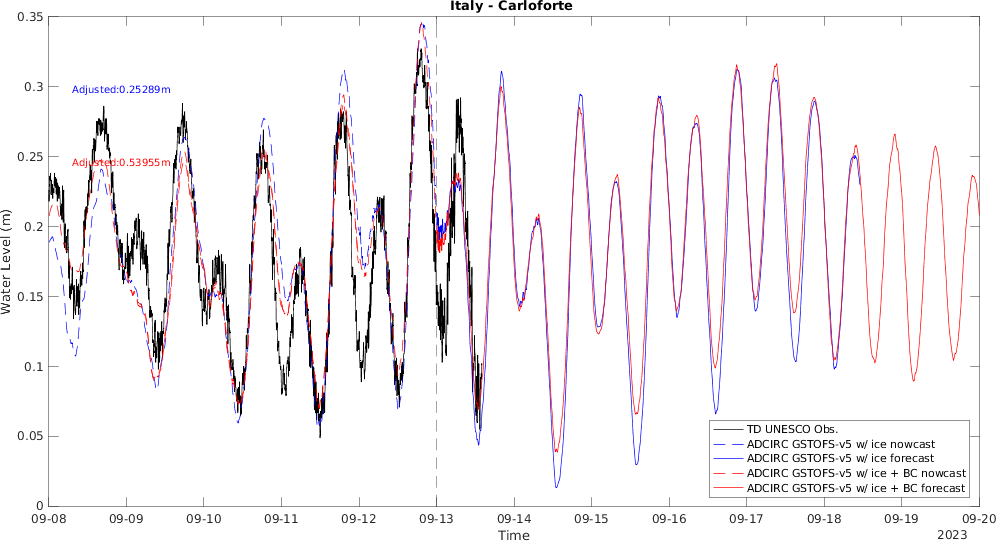 Italy - Carloforte
0.35
0.3
0.25
0.2
0.15
0.1
0.05
0
Water Level (m)
Adjusted:0.25289m
Adjusted:0.53955m
TD UNESCO Obs.
ADCIRC GSTOFS-v5 w/ ice nowcast
ADCIRC GSTOFS-v5 w/ ice forecast
ADCIRC GSTOFS-v5 w/ ice + BC nowcast
ADCIRC GSTOFS-v5 w/ ice + BC forecast
09-08 09-09 09-10 09-11 09-12 09-13 09-14 09-15 09-16 09-17 09-18 09-19 09-20
Time
2023